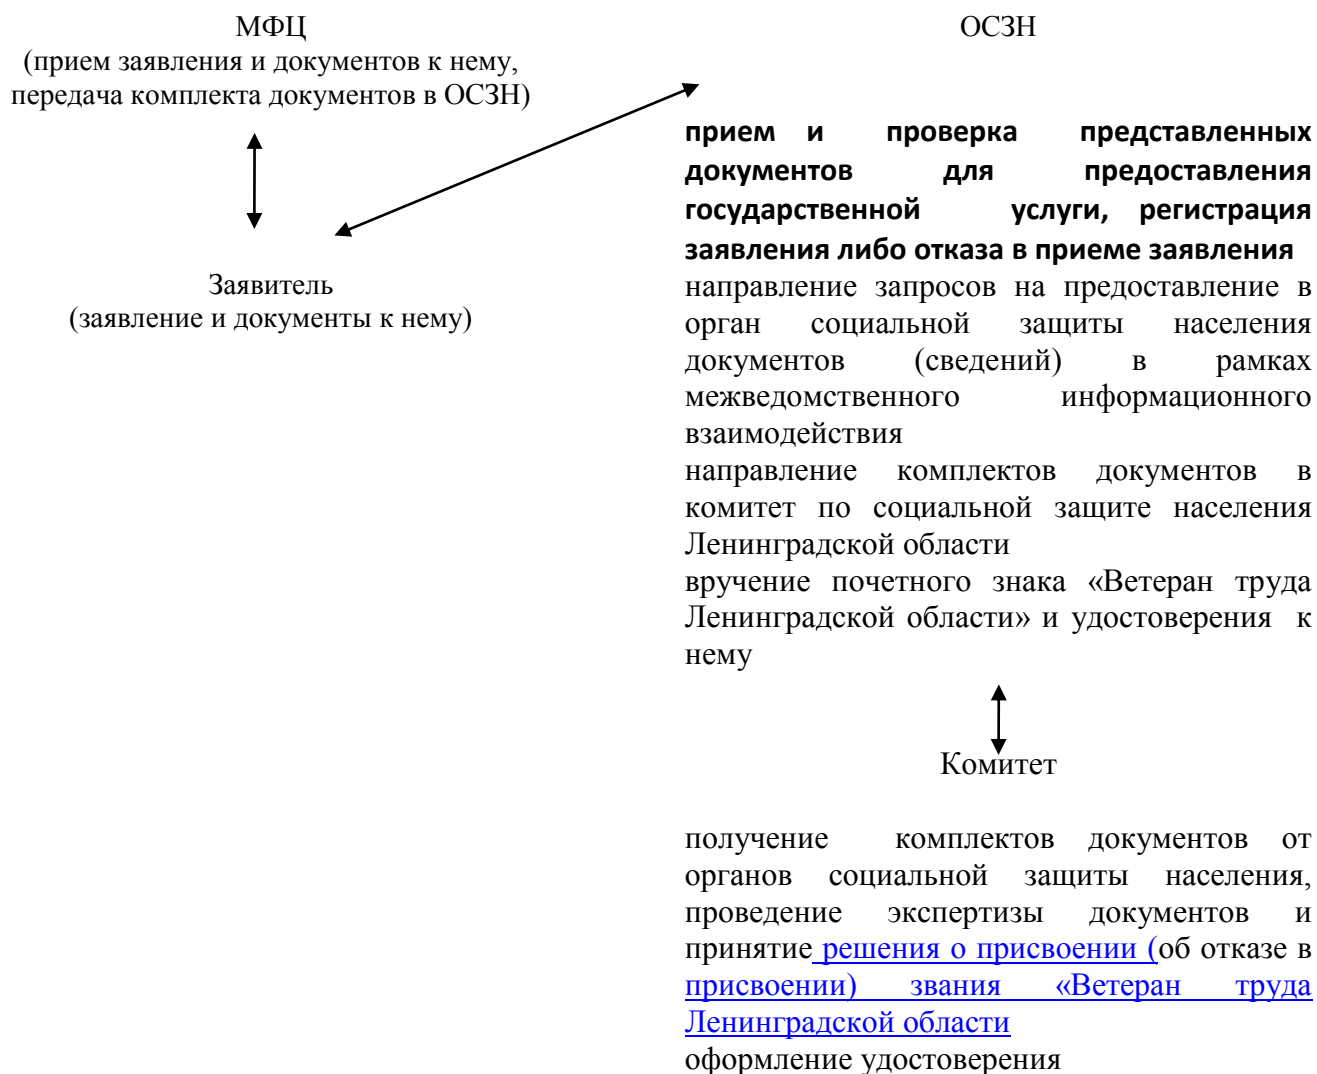 МФЦ
(прием заявления и документов к нему,
передача комплекта документов в ОСЗН)
Заявитель
(заявление и документы к нему)
ОСЗН
прием и проверка представленных
документов для предоставления
государственной услуги, регистрация
заявления либо отказа в приеме заявления
направление запросов на предоставление в
орган социальной защиты населения
документов (сведений) в рамках
межведомственного информационного
взаимодействия
направление комплектов документов в
комитет по социальной защите населения
Ленинградской области
вручение почетного знака «Ветеран труда
Ленинградской области» и удостоверения к
нему
Комитет
получение комплектов документов от
органов социальной защиты населения,
проведение экспертизы документов и
принятие решения о присвоении (об отказе в
присвоении) звания «Ветеран труда
Ленинградской области
оформление удостоверения